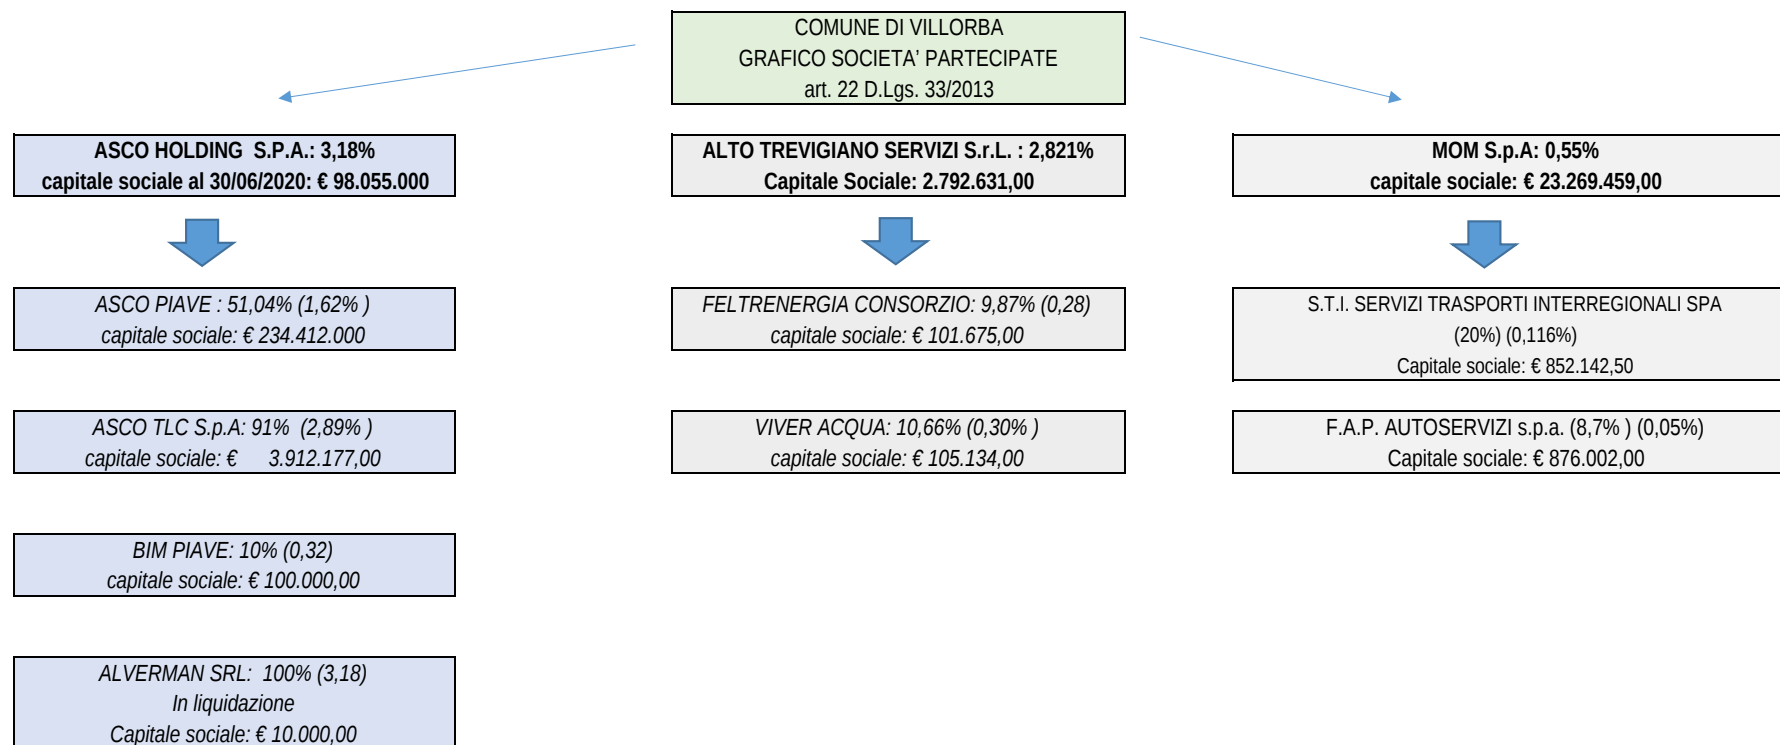 COMUNE DI VILLORBA
GRAFICO SOCIETA' PARTECIPATE
art. 22 D.Lgs. 33/2013
ASCO HOLDING S.P.A.: 3,18%
capitale sociale al 30/06/2020: € 98.055.000
ALTO TREVIGIANO SERVIZI S.r.L. : 2,821%
Capitale Sociale: 2.792.631,00
MOM S.p.A: 0,55%
capitale sociale: € 23.269.459,00
ASCO PIAVE : 51,04% (1,62% )
capitale sociale: € 234.412.000
FELTRENERGIA CONSORZIO: 9,87% (0,28)
capitale sociale: € 101.675,00
S.T.I. SERVIZI TRASPORTI INTERREGIONALI SPA
(20%) (0,116%)
Capitale sociale: € 852.142,50
ASCO TLC S.p.A: 91% (2,89% )
capitale sociale: € 3.912.177,00
VIVER ACQUA: 10,66% (0,30% )
capitale sociale: € 105.134,00
F.A.P. AUTOSERVIZI s.p.a. (8,7% ) (0,05%)
Capitale sociale: € 876.002,00
BIM PIAVE: 10% (0,32)
capitale sociale: € 100.000,00
ALVERMAN SRL: 100% (3,18)
In liquidazione
Capitale sociale: € 10.000,00